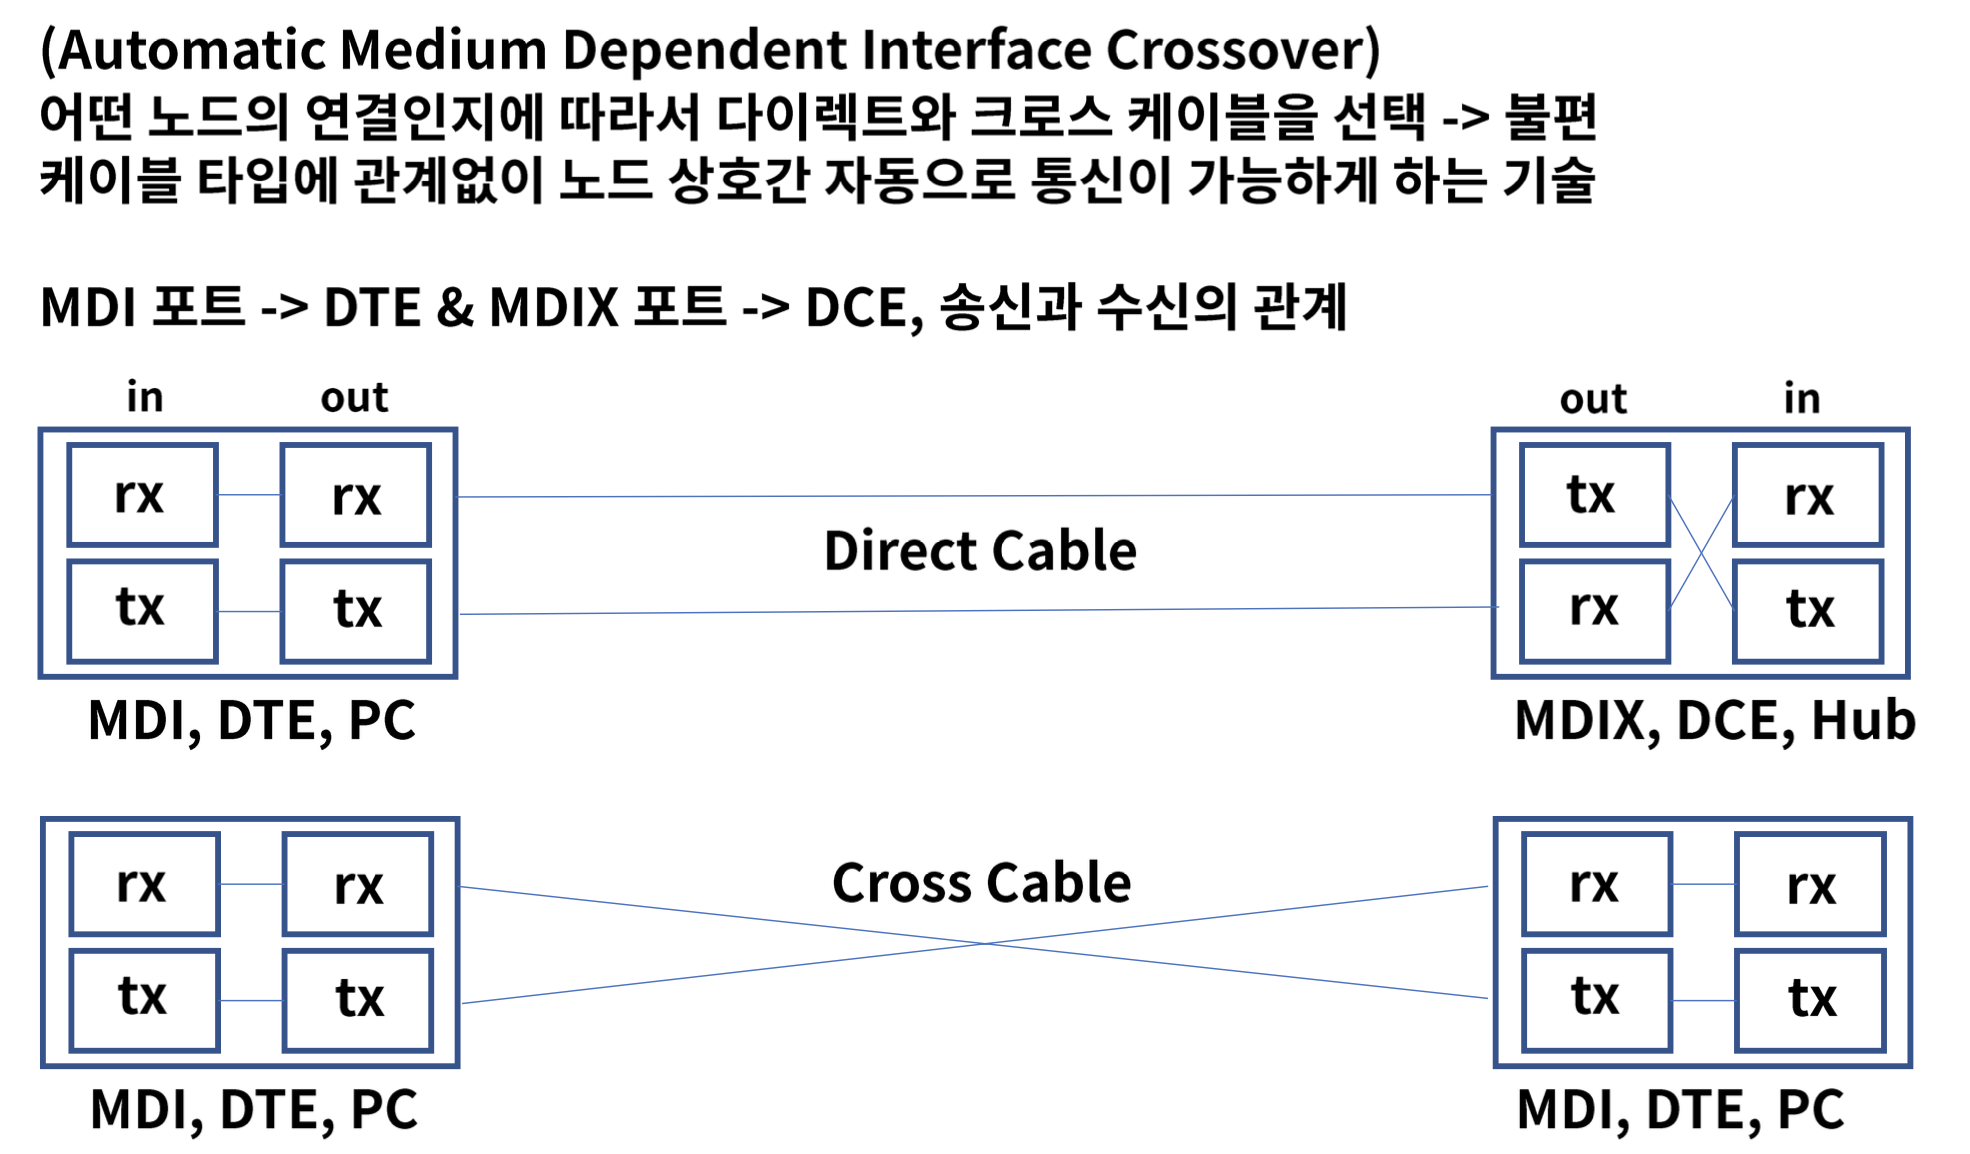 (Automatic Medium Dependent Interface Crossover)
어떤 노드의 연결인지에 따라서 다이렉트와 크로스 케이블을 선택 -> 불편
케이블 타입에 관계없이 노드 상호간 자동으로 통신이 가능하게 하는 기술
MDI 포트 -> DTE & MDIX 포트 -> DCE, 송신과 수신의 관계
in out out in
rx rx tx rx
Direct Cable
tx tx rx tx
MDI, DTE, PC MDIX, DCE, Hub
rx rx Cross Cable rx rx
tx tx tx tx
MDI, DTE, PC MDI, DTE, PC